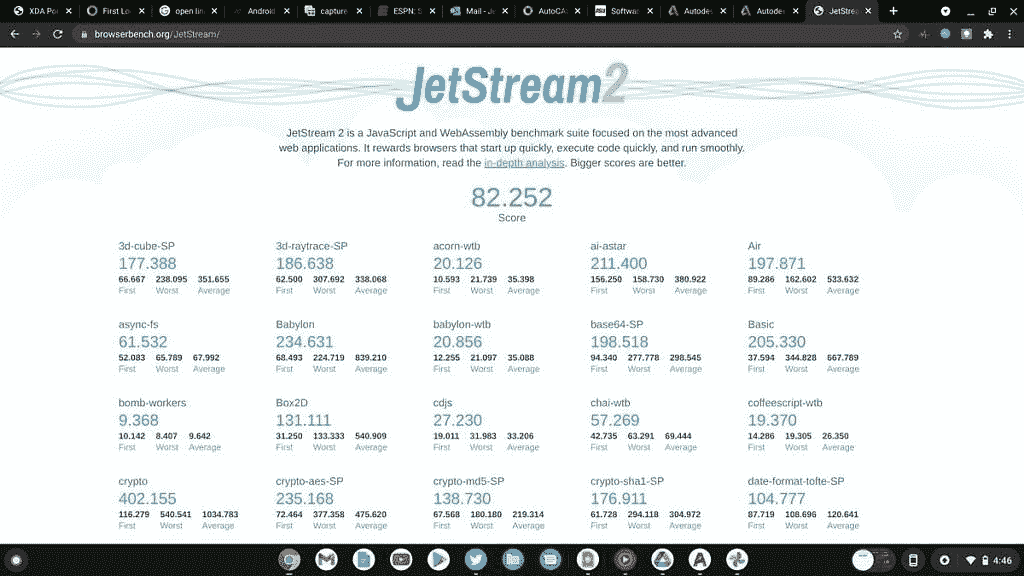 XDA Po
First Lo
open lin
Android
capture
ESPN: S
Mail - Je
AutoCA
Softwa
Autodes
Autodes
JetStrea
browserbench.org/JetStream/
JetStream2
JetStream 2 is a JavaScript and WebAssembly benchmark suite focused on the most advanced
web applications. It rewards browsers that start up quickly, execute code quickly, and run smoothly.
For more information, read the in-depth analysis. Bigger scores are better.
82.252
Score
3d-cube-SP 3d-raytrace-SP acorn-wtb ai-astar Air
177.388 186.638 20.126 211.400 197.871
66.667 238.095 351.655 62.500 307.692 338.068 10.593 21.739 35.398 156.250 158.730 380.922 89.286 162.602 533.632
First Worst Average First Worst Average First Worst Average First Worst Average First Worst Average
async-fs Babylon babylon-wtb base64-SP Basic
61.532 234.631 20.856 198.518 205.330
52.083 65.789 67.992 68.493 224.719 839.210 12.255 21.097 35.088 94.340 277.778 298.545 37.594 344.828 667.789
First Worst Average First Worst Average First Worst Average First Worst Average First Worst Average
bomb-workers Box2D cdjs chai-wtb coffeescript-wtb
9.368 131.111 27.230 57.269 19.370
10.142 8.407 9.642 31.250 133.333 540.909 19.011 31.983 33.206 42.735 63.291 69.444 14.286 19.305 26.350
First Worst Average First Worst Average First Worst Average First Worst Average First Worst Average
crypto crypto-aes-SP crypto-md5-SP crypto-sha1-SP date-format-tofte-SP
402.155 235.168 138.730 176.911 104.777
116.279 540.541 1034.783 72.464 377.358 475.620 67.568 180.180 219.314 61.728 294.118 304.972 87.719 108.696 120.641
First Worst Average First Worst Average First Worst Average First Worst Average First Worst Average
4:46